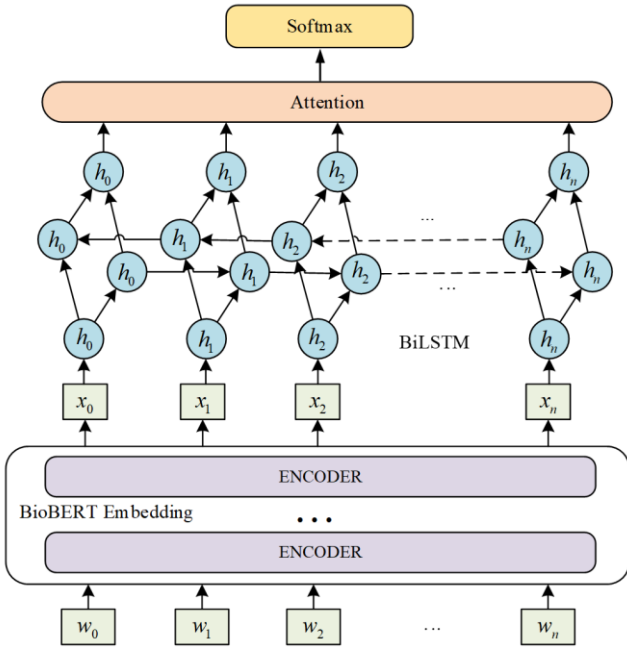 Softmax
Attention
h₀ h₁ h₂ hₙ
h₀ h₁ h₂ ... hₙ
h₀ h₁ h₂ ... hₙ
h₀ h₁ h₂ BiLSTM hₙ
x₀ x₁ x₂ xₙ
ENCODER
BioBERT Embedding ...
ENCODER
w₀ w₁ w₂ ... wₙ